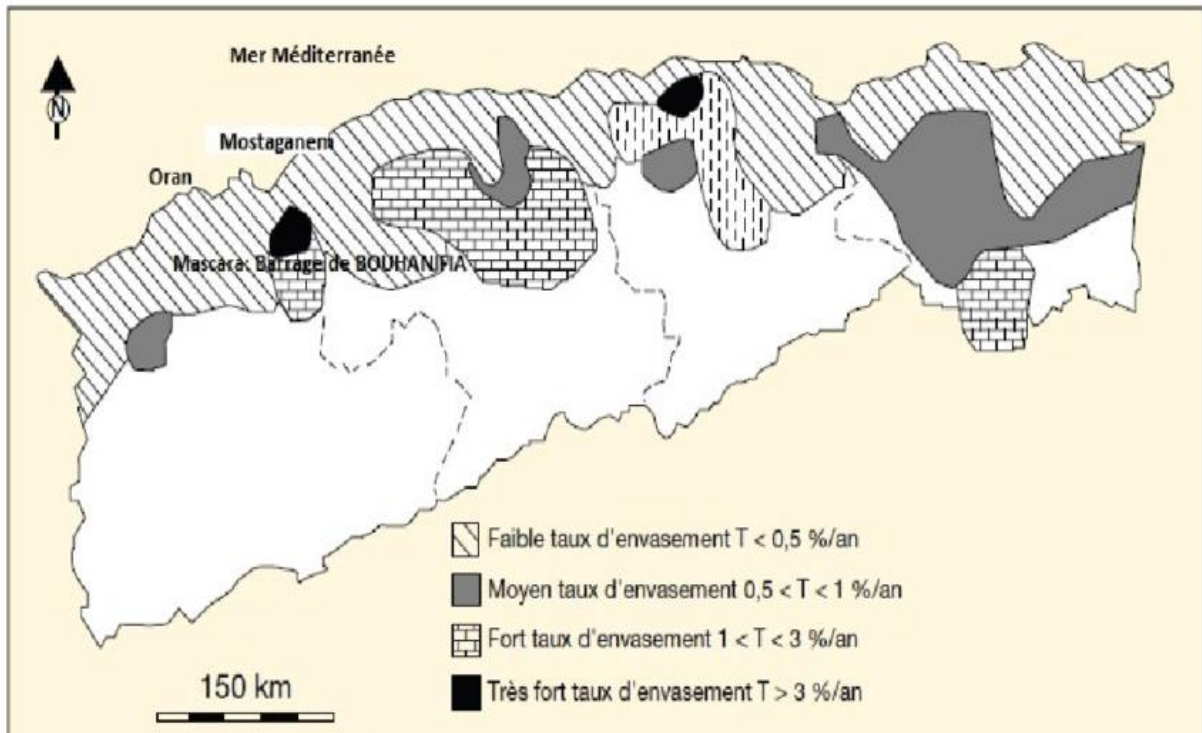 Mer Méditerranée
N
Mostaganem
Oran
Mascara: Barrage de BOUHANIFIA
Faible taux d'envasement T < 0,5 %/an
Moyen taux d'envasement 0,5 < T < 1 %/an
Fort taux d'envasement 1 < T < 3 %/an
Très fort taux d'envasement T > 3 %/an
150 km